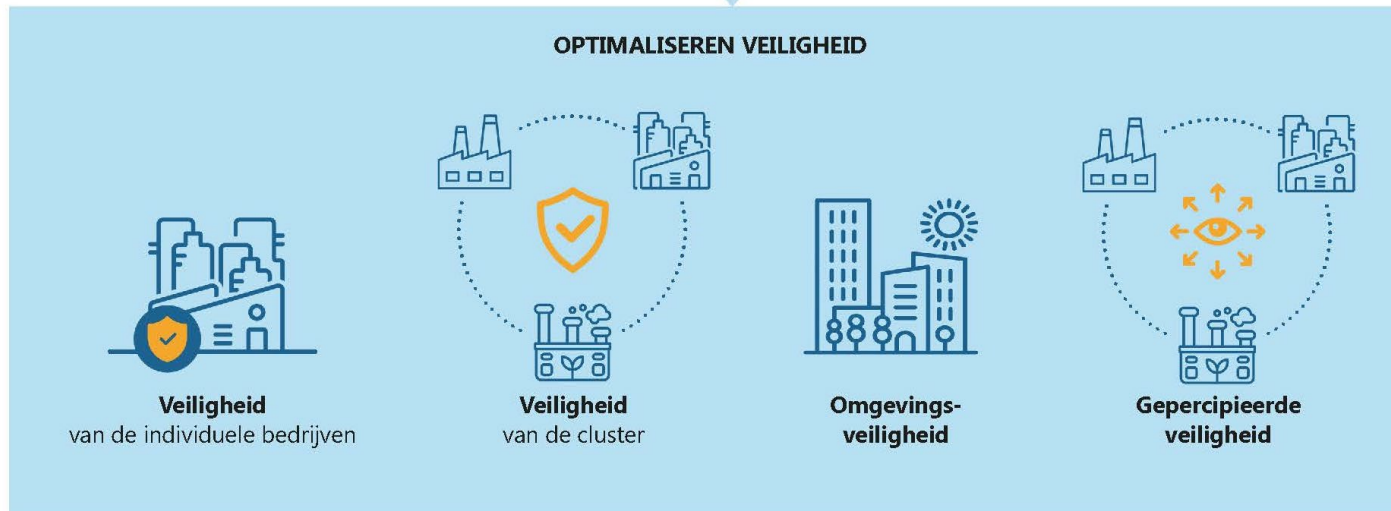 OPTIMALISEREN VEILIGHEID
Veiligheid
van de individuele bedrijven
Veiligheid
van de cluster
Omgevings-
veiligheid
Gepercipieerde
veiligheid